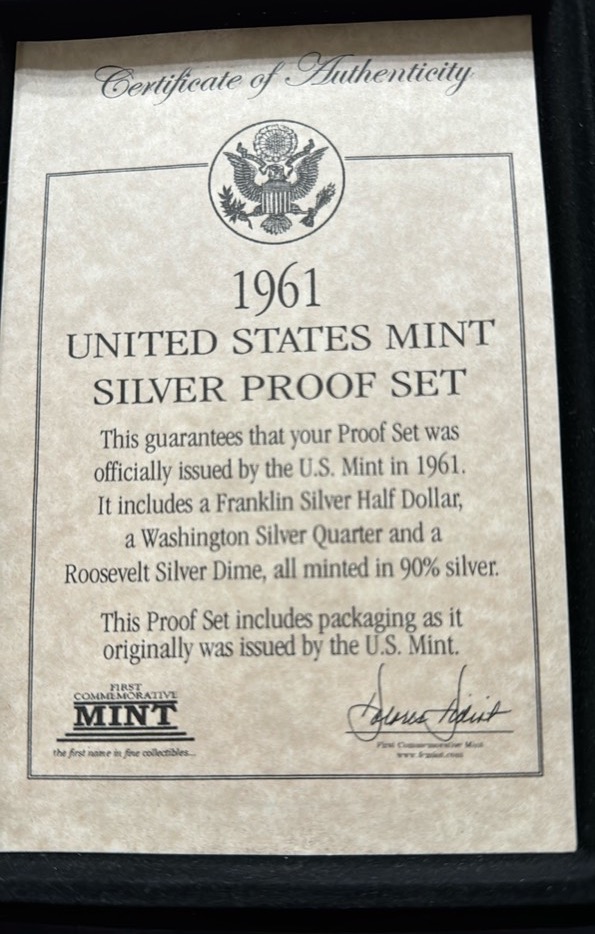 Certificate of Authenticity
1961
UNITED STATES MINT
SILVER PROOF SET
This guarantees that your Proof Set was
officially issued by the U.S. Mint in 1961.
It includes a Franklin Silver Half Dollar,
a Washington Silver Quarter and a
Roosevelt Silver Dime, all minted in 90% silver.
This Proof Set includes packaging as it
originally was issued by the U.S. Mint.
FIRST
COMMEMORATIVE
MINT
the first name in fine collectibles...
First Commemorative Mint